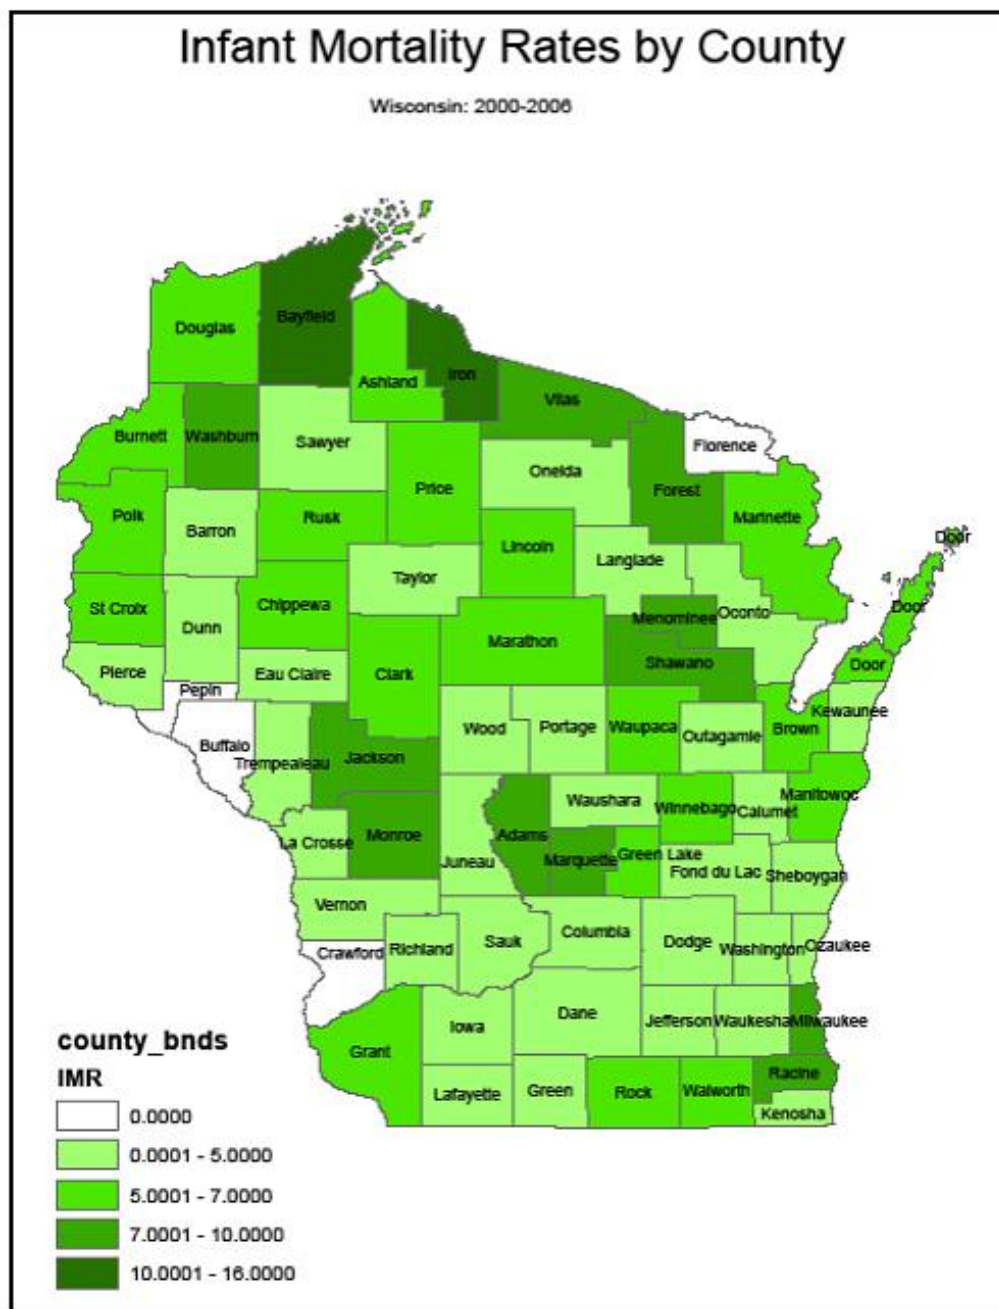 Infant Mortality Rates by County
Wisconsin: 2000-2006
Bayfield
Douglas
Iron
Ashland
Vilas
Burnett
Washburn
Sawyer
Florence
Oneida
Price
Forest
Polk
Rusk
Marinette
Barron
Door
Lincoln
Langlade
Taylor
St Croix
Chippewa
Door
Menominee
Oconto
Dunn
Marathon
Shawano
Door
Pierce
Eau Claire
Clark
Pepin
Kewaunee
Wood
Portage
Waupaca
Outagamie
Brown
Buffalo
Trempealeau
Jackson
Waushara
Winnebago
Manitowoc
Calumet
La Crosse
Monroe
Adams
Juneau
Marquette
Green Lake
Fond du Lac
Sheboygan
Vernon
Crawford
Richland
Sauk
Columbia
Dodge
Washington
Ozaukee
Iowa
Dane
Jefferson
Waukesha
Milwaukee
Grant
Lafayette
Green
Rock
Walworth
Racine
Kenosha
county_bnds
IMR
0.0000
0.0001 - 5.0000
5.0001 - 7.0000
7.0001 - 10.0000
10.0001 - 16.0000